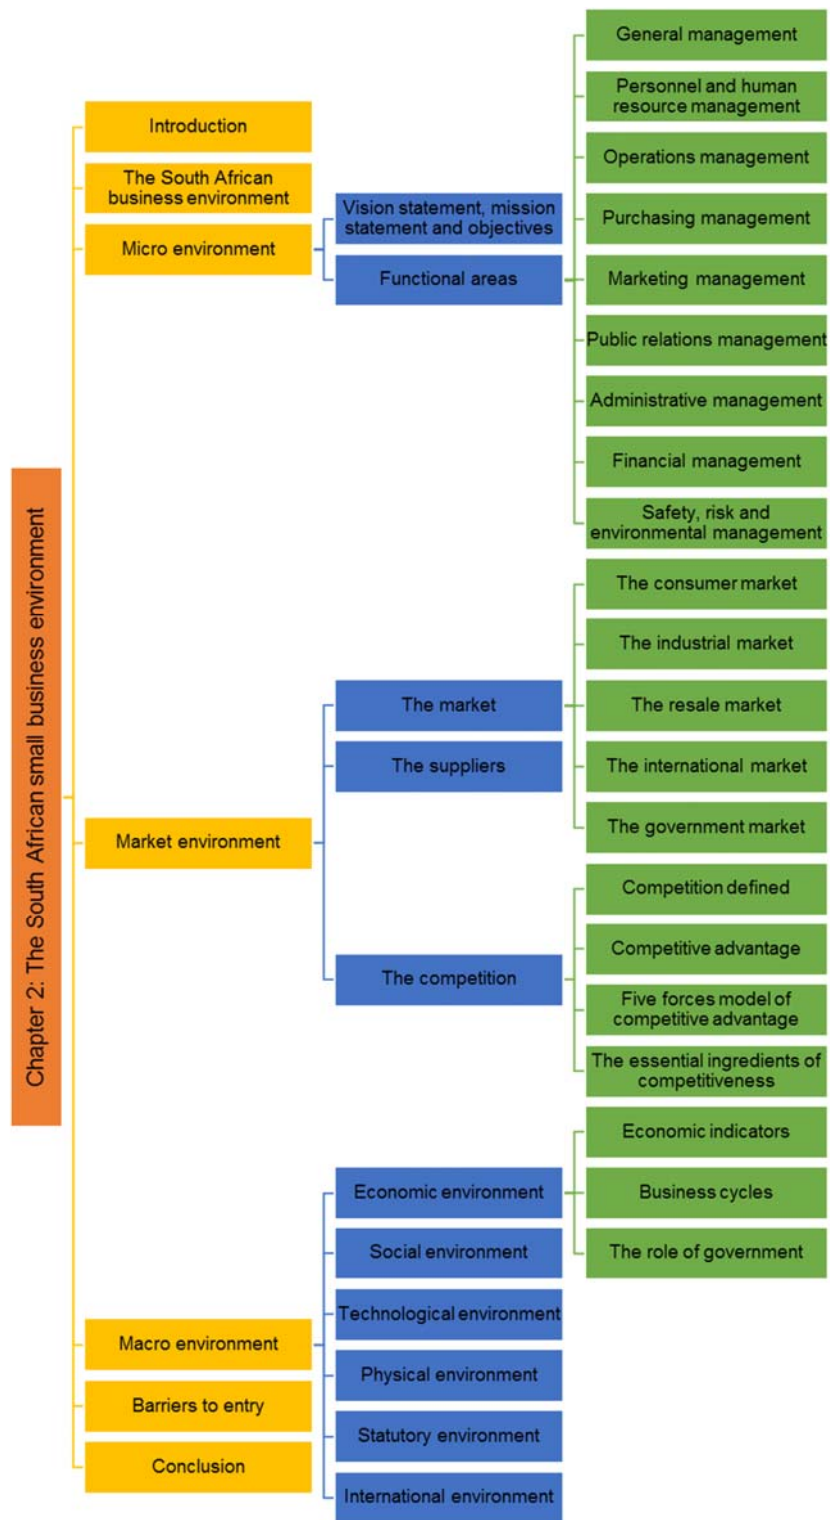 Chapter 2: The South African small business environment
Introduction
The South African
business environment
Micro environment
Vision statement, mission
statement and objectives
Functional areas
General management
Personnel and human
resource management
Operations management
Purchasing management
Marketing management
Public relations management
Administrative management
Financial management
Safety, risk and
environmental management
Market environment
The market
The consumer market
The industrial market
The resale market
The international market
The government market
The suppliers
The competition
Competition defined
Competitive advantage
Five forces model of
competitive advantage
The essential ingredients of
competitiveness
Macro environment
Economic environment
Economic indicators
Business cycles
The role of government
Social environment
Technological environment
Physical environment
Statutory environment
International environment
Barriers to entry
Conclusion